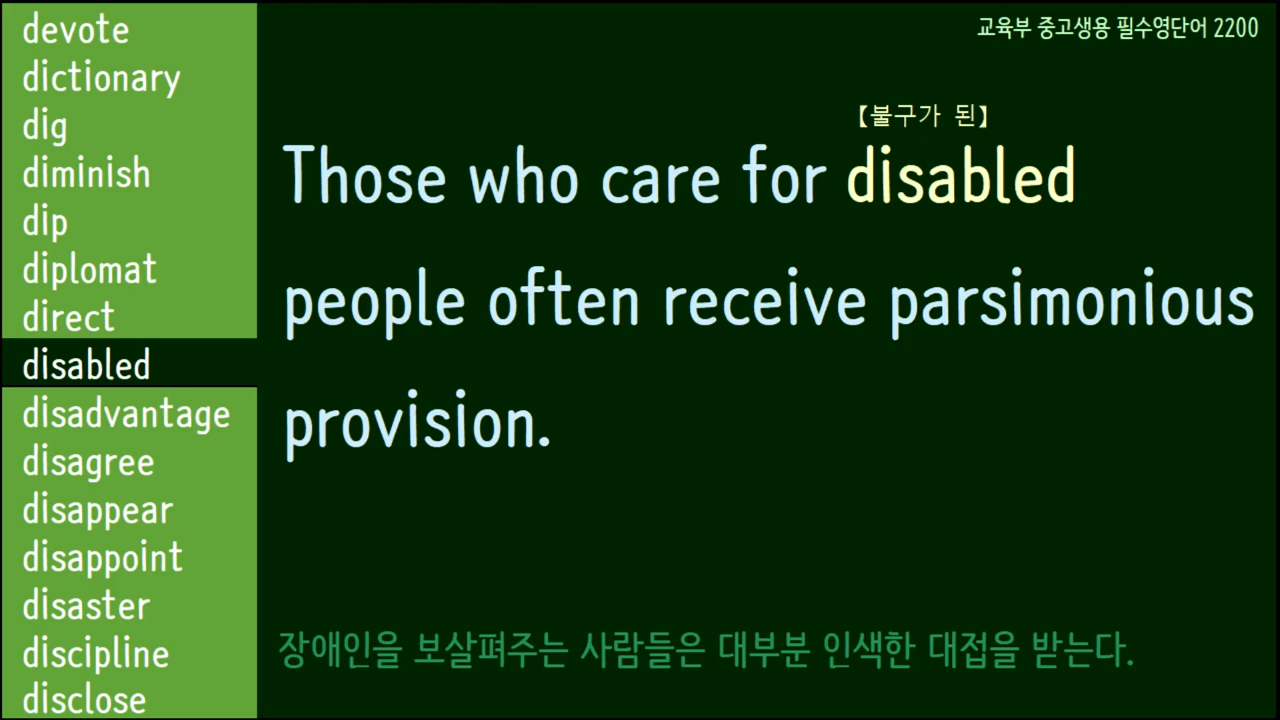 devote
dictionary
dig
diminish
dip
diplomat
direct
disabled
disadvantage
disagree
disappear
disappoint
disaster
discipline
disclose
교육부 중고생용 필수영단어 2200
【불구가 된】
Those who care for disabled
people often receive parsimonious
provision.
장애인을 보살펴주는 사람들은 대부분 인색한 대접을 받는다.